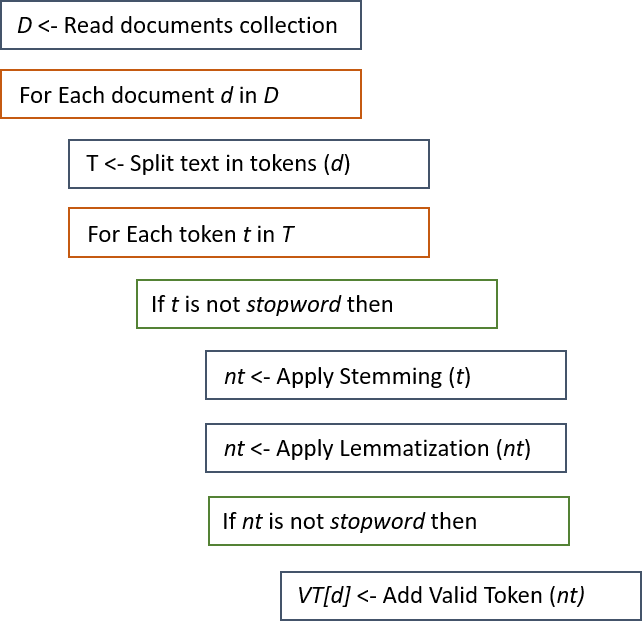 D <- Read documents collection
For Each document d in D
T <- Split text in tokens (d)
For Each token t in T
If t is not stopword then
nt <- Apply Stemming (t)
nt <- Apply Lemmatization (nt)
If nt is not stopword then
VT[d] <- Add Valid Token (nt)